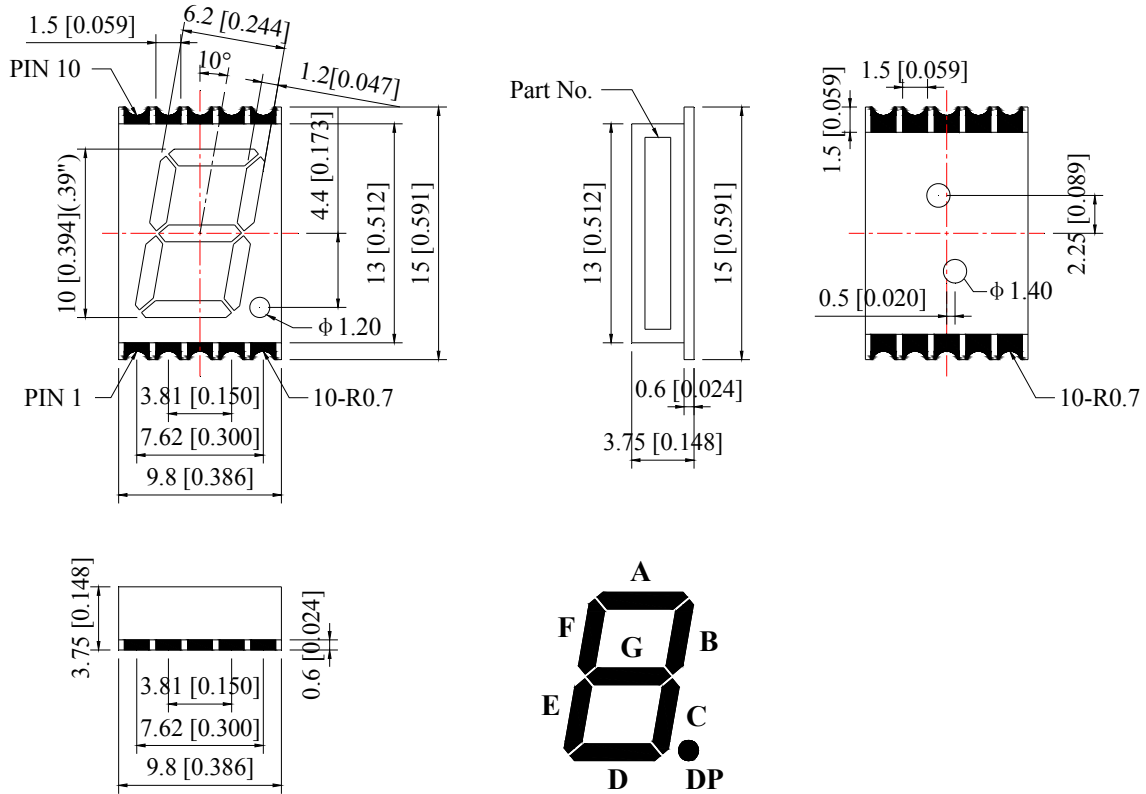 6.2 [0.244]
1.5 [0.059]
10°
1.2[0.047]
PIN 10
4.4 [0.173]
10 [0.394](.39")
13 [0.512]
15 [0.591]
ϕ 1.20
PIN 1
3.81 [0.150]
10-R0.7
7.62 [0.300]
9.8 [0.386]
Part No.
13 [0.512]
15 [0.591]
0.6 [0.024]
3.75 [0.148]
1.5 [0.059]
1.5 [0.059]
2.25 [0.089]
0.5 [0.020]
ϕ 1.40
10-R0.7
3.75 [0.148]
0.6 [0.024]
3.81 [0.150]
7.62 [0.300]
9.8 [0.386]
A
F
B
G
E
C
D
DP